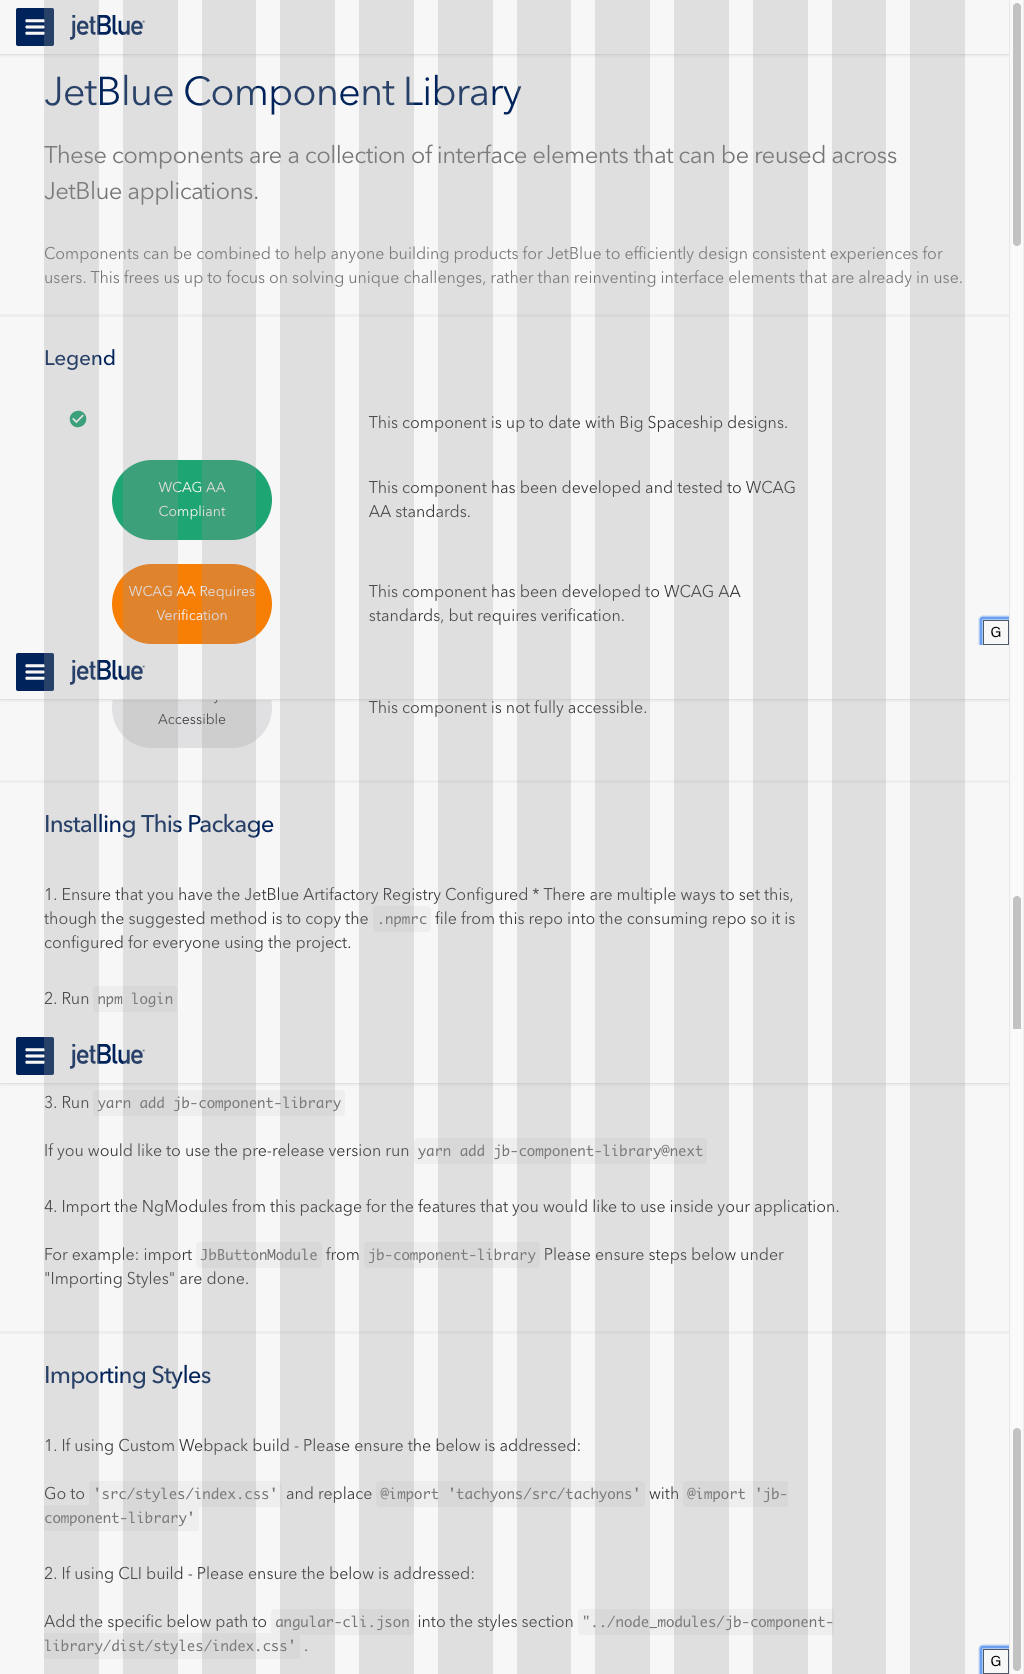 jetBlue
JetBlue Component Library
These components are a collection of interface elements that can be reused across
JetBlue applications.
Components can be combined to help anyone building products for JetBlue to efficiently design consistent experiences for
users. This frees us up to focus on solving unique challenges, rather than reinventing interface elements that are already in use.
Legend
This component is up to date with Big Spaceship designs.
WCAG AA
Compliant
This component has been developed and tested to WCAG
AA standards.
WCAG AA Requires
Verification
This component has been developed to WCAG AA
standards, but requires verification.
G
jetBlue
Accessible
This component is not fully accessible.
Installing This Package
1. Ensure that you have the JetBlue Artifactory Registry Configured * There are multiple ways to set this,
though the suggested method is to copy the .npmrc file from this repo into the consuming repo so it is
configured for everyone using the project.
2. Run npm login
jetBlue
3. Run yarn add jb-component-library
If you would like to use the pre-release version run yarn add jb-component-library@next
4. Import the NgModules from this package for the features that you would like to use inside your application.
For example: import JbButtonModule from jb-component-library Please ensure steps below under
"Importing Styles" are done.
Importing Styles
1. If using Custom Webpack build - Please ensure the below is addressed:
Go to 'src/styles/index.css' and replace @import 'tachyons/src/tachyons' with @import 'jb-
component-library'
2. If using CLI build - Please ensure the below is addressed:
Add the specific below path to angular-cli.json into the styles section "../node_modules/jb-component-
library/dist/styles/index.css' .
G